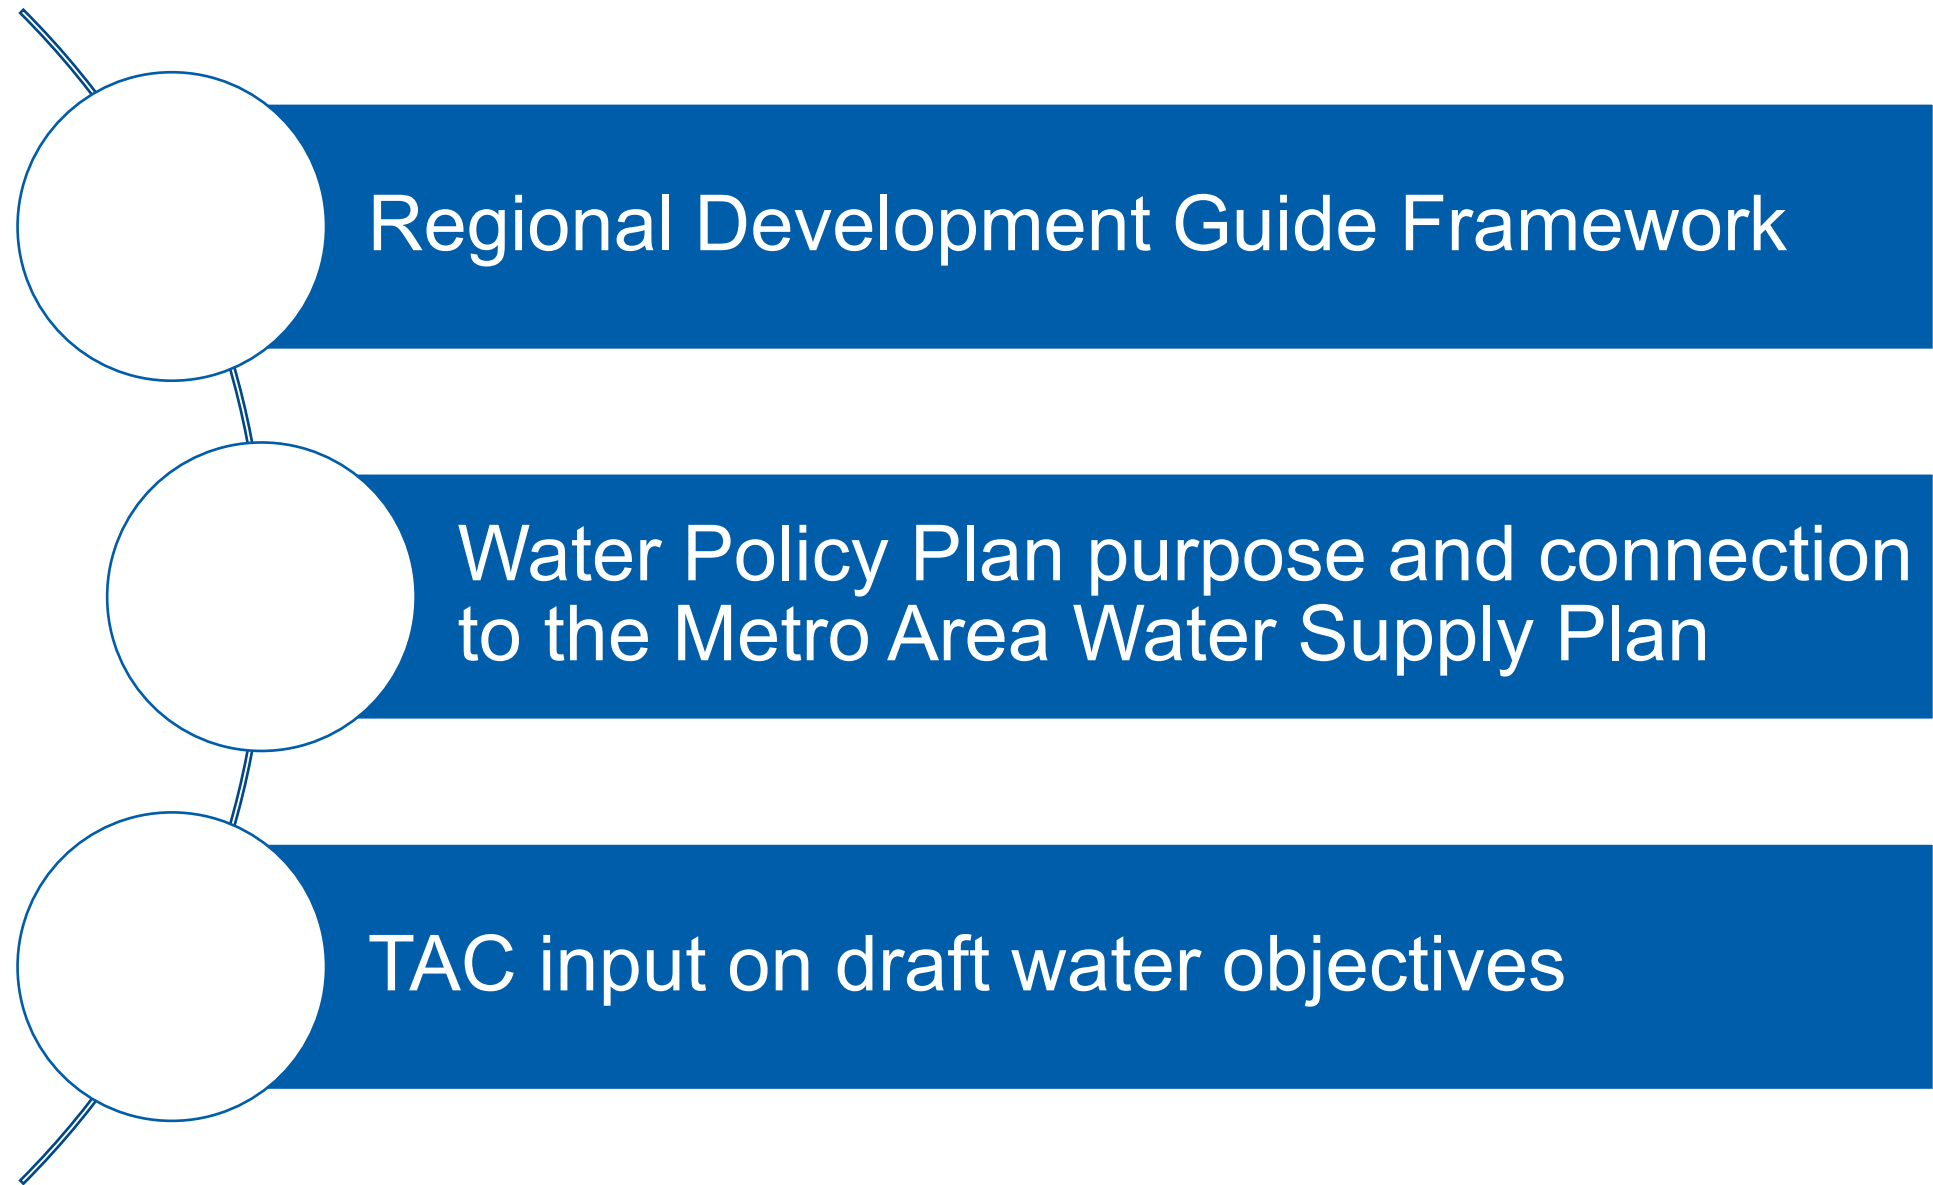 Regional Development Guide Framework
Water Policy Plan purpose and connection
to the Metro Area Water Supply Plan
TAC input on draft water objectives